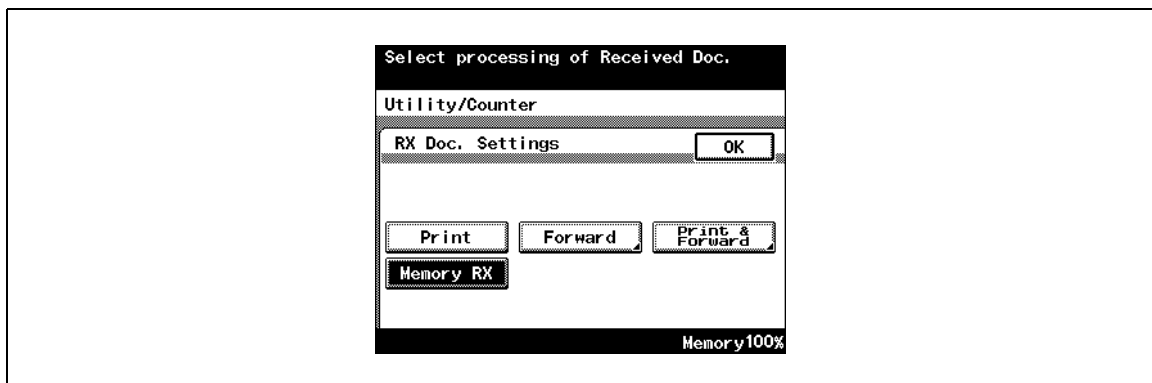 Select processing of Received Doc.
Utility/Counter
RX Doc. Settings
OK
Print
Forward
Print &
Forward
Memory RX
Memory100%